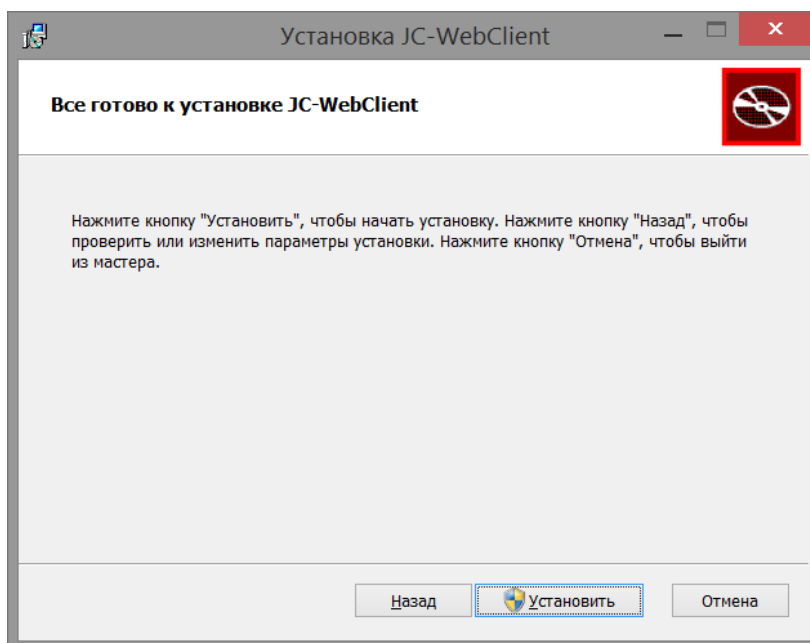 Установка JC-WebClient
Все готово к установке JC-WebClient
Нажмите кнопку "Установить", чтобы начать установку. Нажмите кнопку "Назад", чтобы
проверить или изменить параметры установки. Нажмите кнопку "Отмена", чтобы выйти
из мастера.
Назад
Установить
Отмена